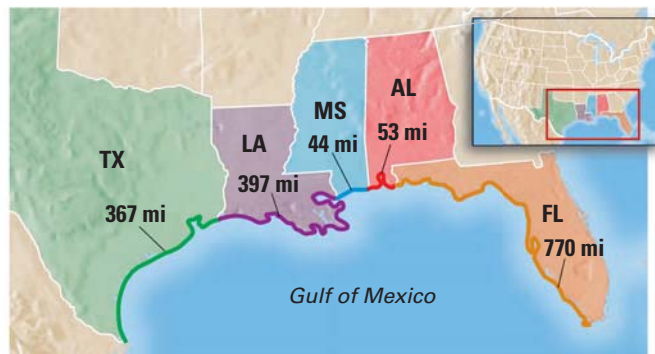 TX
367 mi
LA
397 mi
MS
44 mi
AL
53 mi
FL
770 mi
Gulf of Mexico